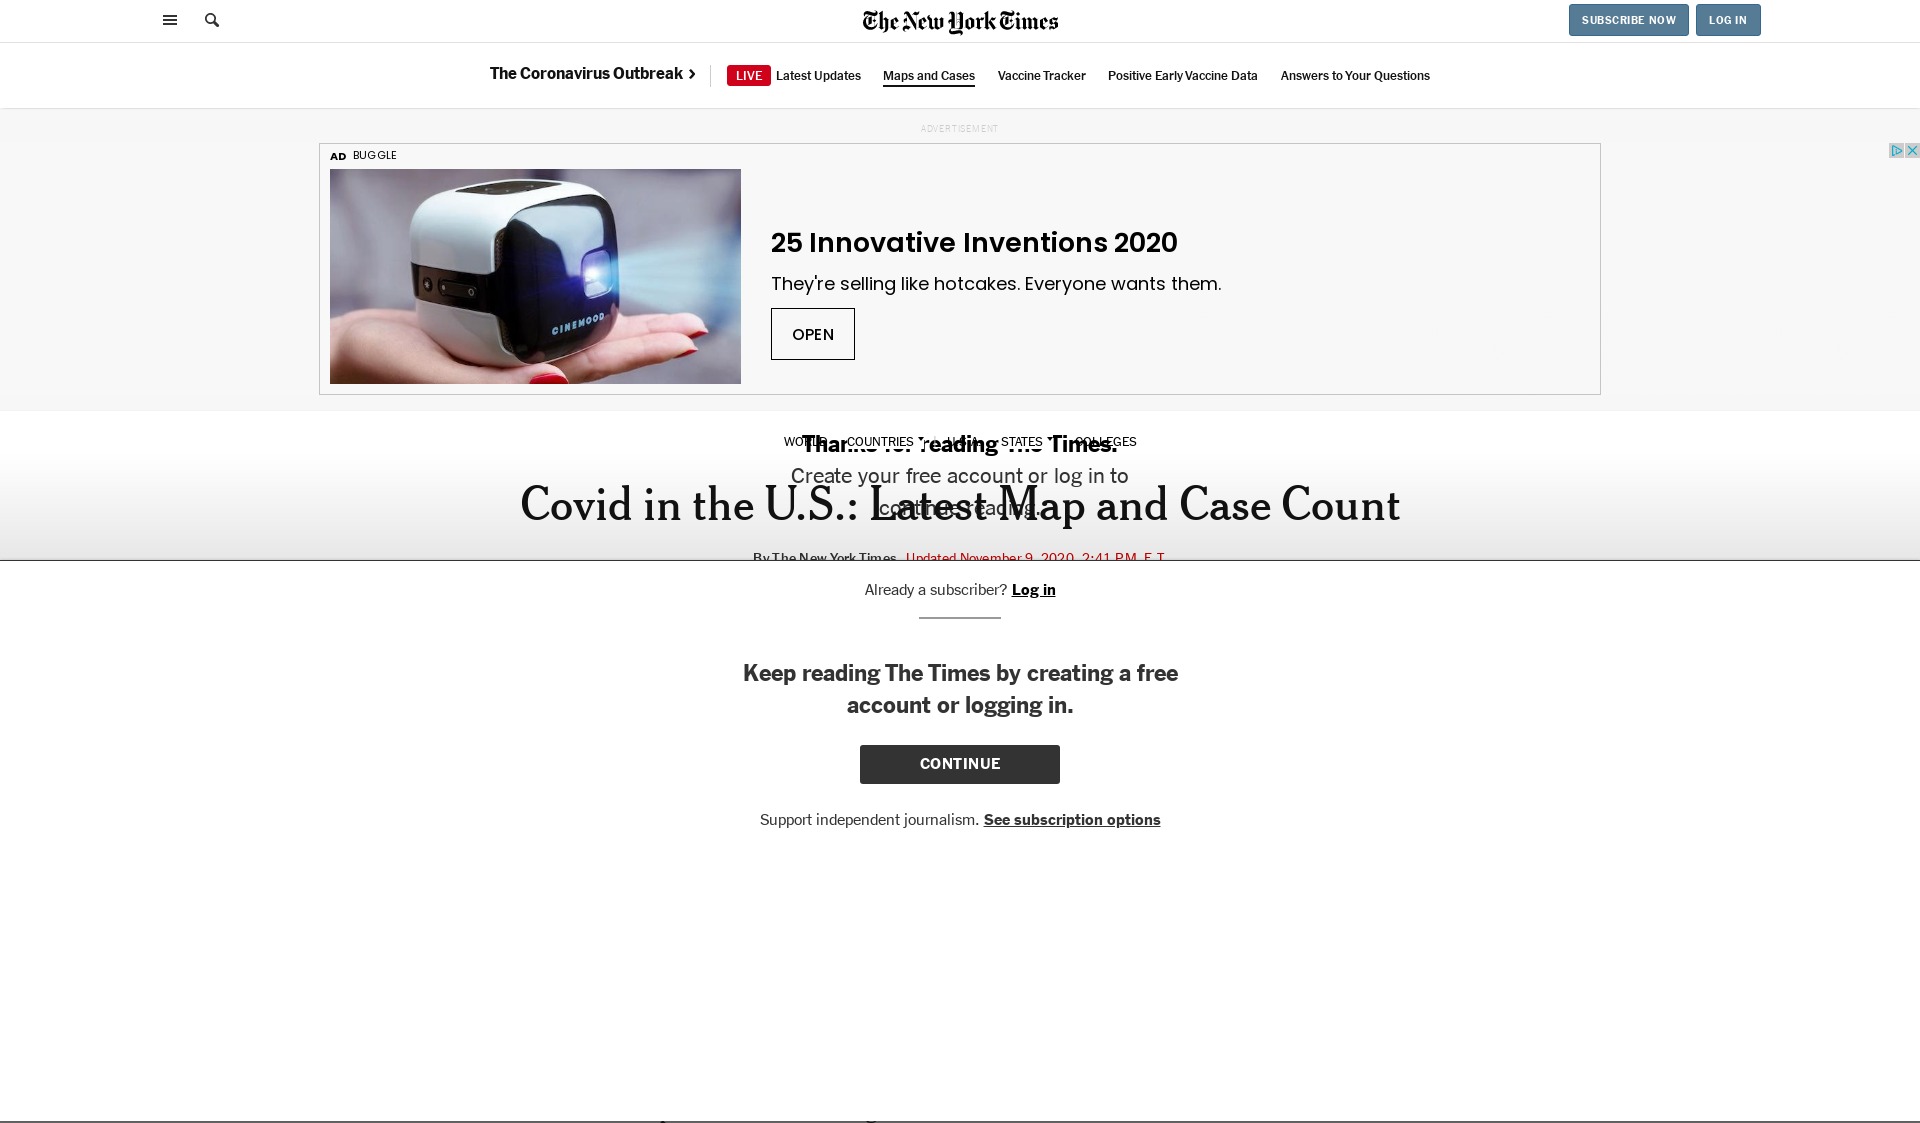 The New York Times
SUBSCRIBE NOW
LOG IN
The Coronavirus Outbreak
LIVE Latest Updates
Maps and Cases
Vaccine Tracker
Positive Early Vaccine Data
Answers to Your Questions
ADVERTISEMENT
AD BUGGLE
CINEMOOD
25 Innovative Inventions 2020
They're selling like hotcakes. Everyone wants them.
OPEN
WORLD COUNTRIES U.S.A. STATES COLLEGES
Thanks for reading The Times.
Create your free account or log in to
continue reading.
Covid in the U.S.: Latest Map and Case Count
By The New York Times Updated November 9, 2020, 2:41 P.M. E.T.
Already a subscriber? Log in
Keep reading The Times by creating a free
account or logging in.
CONTINUE
Support independent journalism. See subscription options